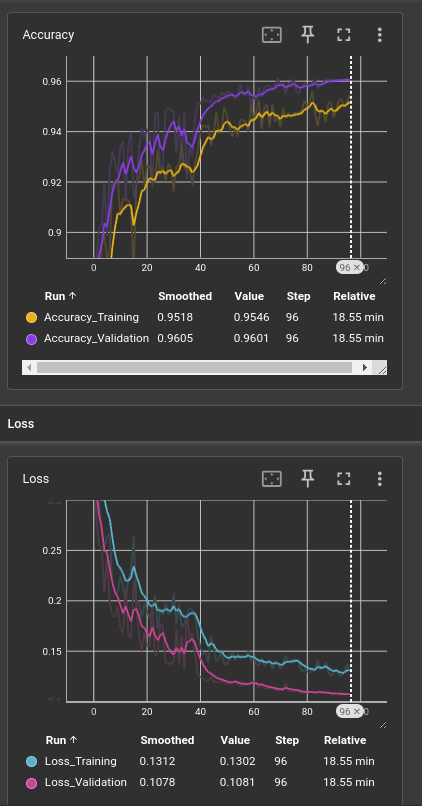 Accuracy
0.96
0.94
0.92
0.9
0 20 40 60 80 96 × 0
Run ↑ Smoothed Value Step Relative
Accuracy_Training 0.9518 0.9546 96 18.55 min
Accuracy_Validation 0.9605 0.9601 96 18.55 min
Loss
Loss
0.25
0.2
0.15
0 20 40 60 80 96 × 0
Run ↑ Smoothed Value Step Relative
Loss_Training 0.1312 0.1302 96 18.55 min
Loss_Validation 0.1078 0.1081 96 18.55 min